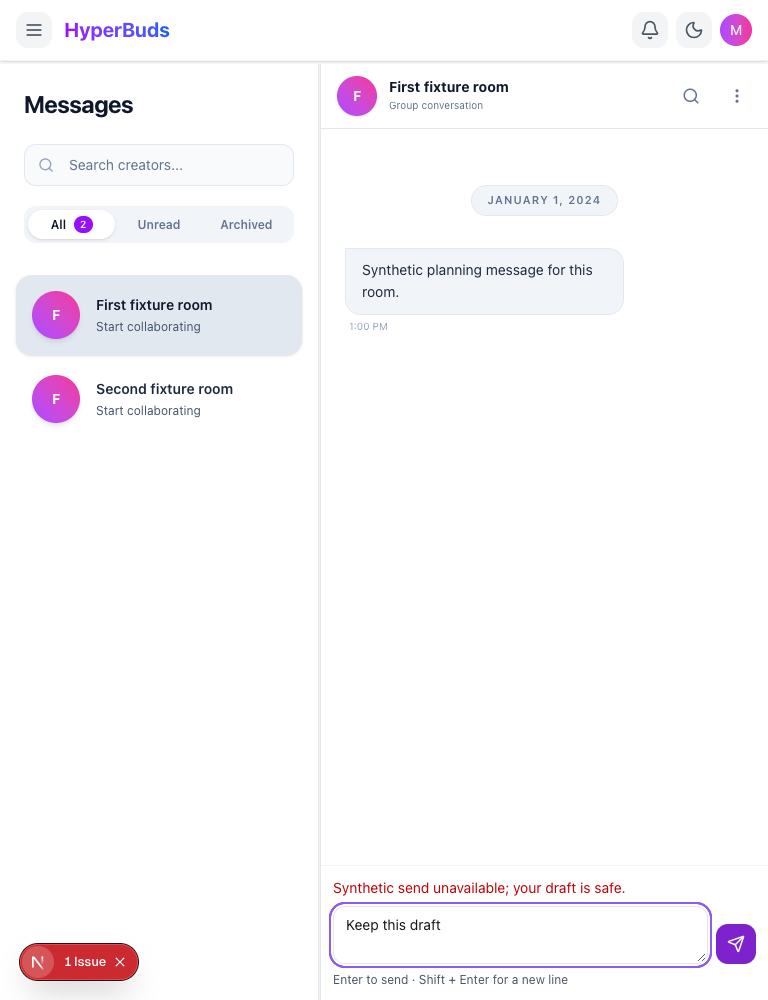 HyperBuds
M
Messages
Search creators...
All 2 Unread Archived
F
First fixture room
Start collaborating
F
Second fixture room
Start collaborating
F
First fixture room
Group conversation
JANUARY 1, 2024
Synthetic planning message for this
room.
1:00 PM
Synthetic send unavailable; your draft is safe.
Keep this draft
Enter to send · Shift + Enter for a new line
N 1 Issue